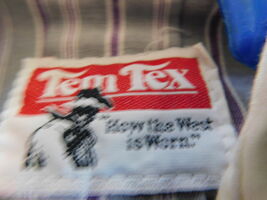 Tem Tex
"How the West
is Worn."